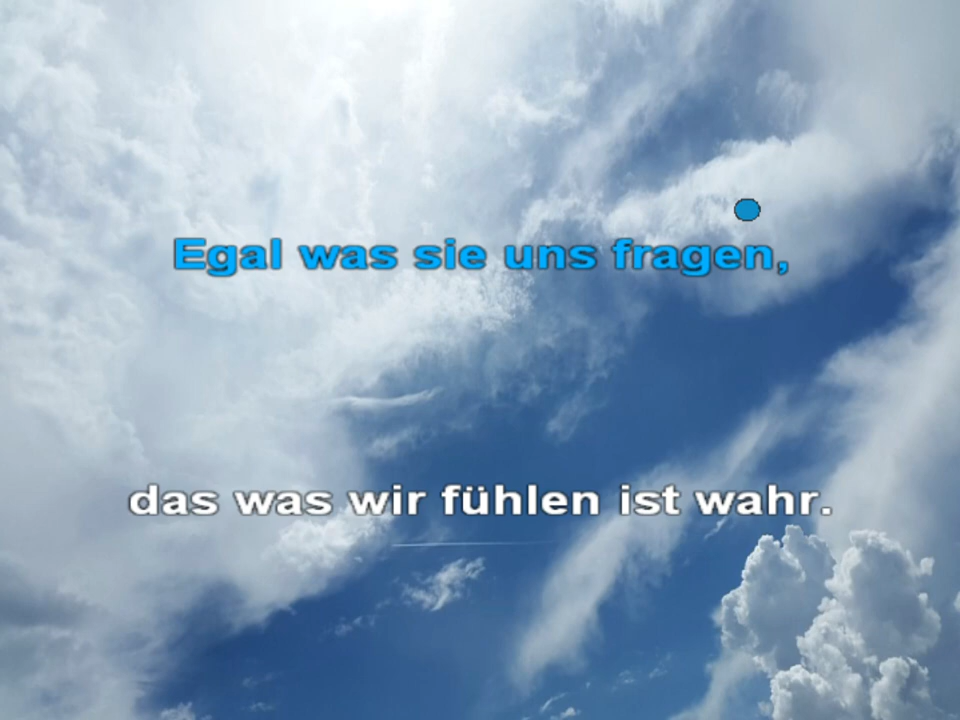 Egal was sie uns fragen,
das was wir fühlen ist wahr.